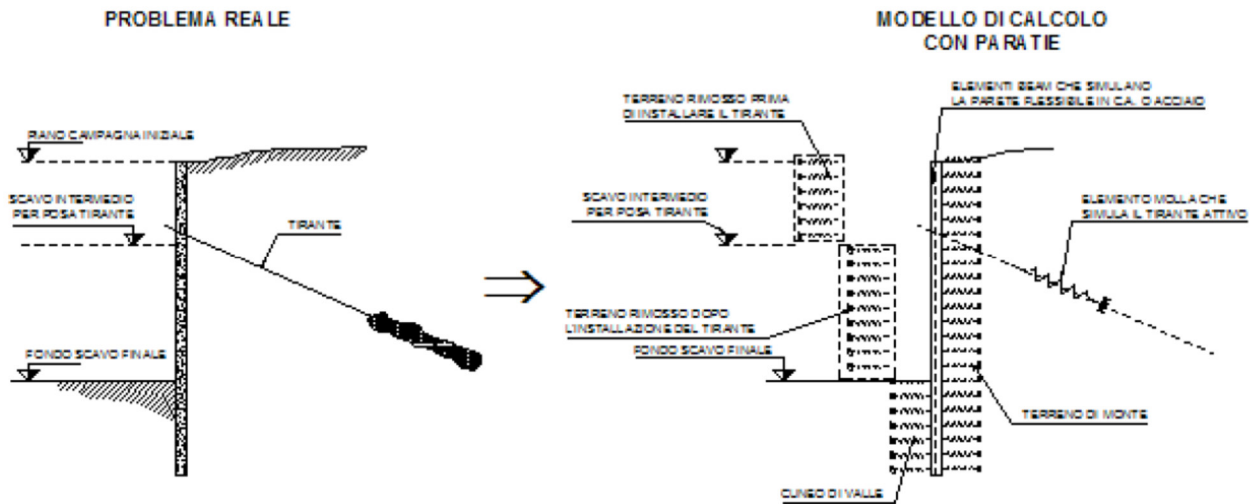 PROBLEMA REALE
PIANO CAMPAGNA INIZIALE
SCAVO INTERMEDIO
PER POSA TIRANTE
TIRANTE
FONDO SCAVO FINALE
MODELLO DI CALCOLO
CON PARATIE
TERRENO RIMOSSO PRIMA
DI INSTALLARE IL TIRANTE
ELEMENTI BEAM CHE SIMULANO
LA PARETE FLESSIBILE IN C.A. O ACCIAIO
SCAVO INTERMEDIO
PER POSA TIRANTE
ELEMENTO MOLLA CHE
SIMULA IL TIRANTE ATTIVO
TERRENO RIMOSSO DOPO
L'INSTALLAZIONE DEL TIRANTE
FONDO SCAVO FINALE
TERRENO DI MONTE
CUNEO DI VALLE